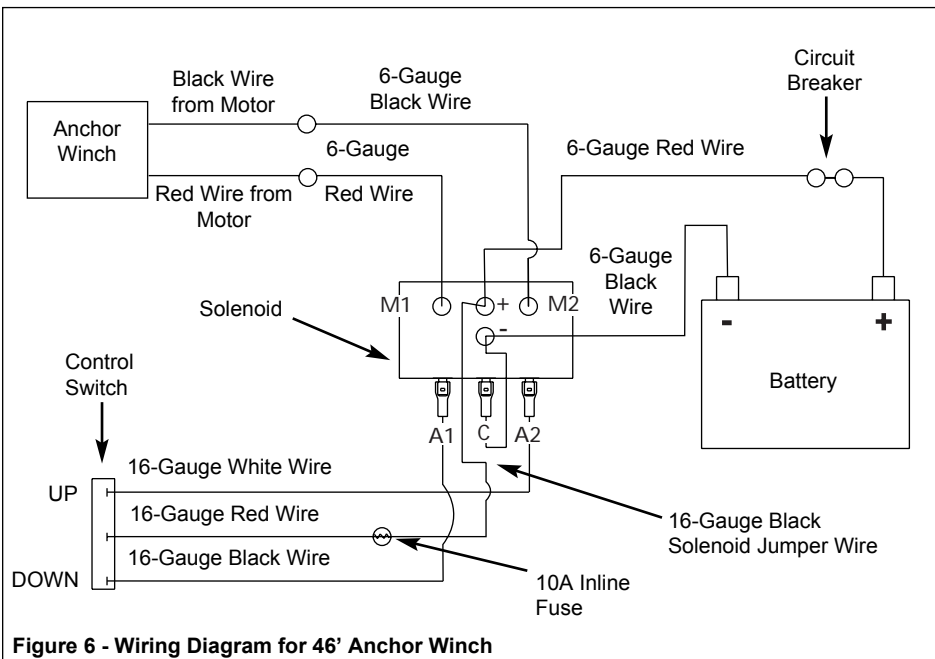 Circuit
Breaker
Black Wire
from Motor
6-Gauge
Black Wire
Anchor
Winch
6-Gauge
Red Wire
6-Gauge Red Wire
Red Wire from
Motor
6-Gauge
Black
Wire
Solenoid
M1
+
M2
-
-
+
Battery
Control
Switch
A1
C
A2
16-Gauge White Wire
UP
16-Gauge Red Wire
16-Gauge Black Wire
DOWN
16-Gauge Black
Solenoid Jumper Wire
10A Inline
Fuse
Figure 6 - Wiring Diagram for 46’ Anchor Winch